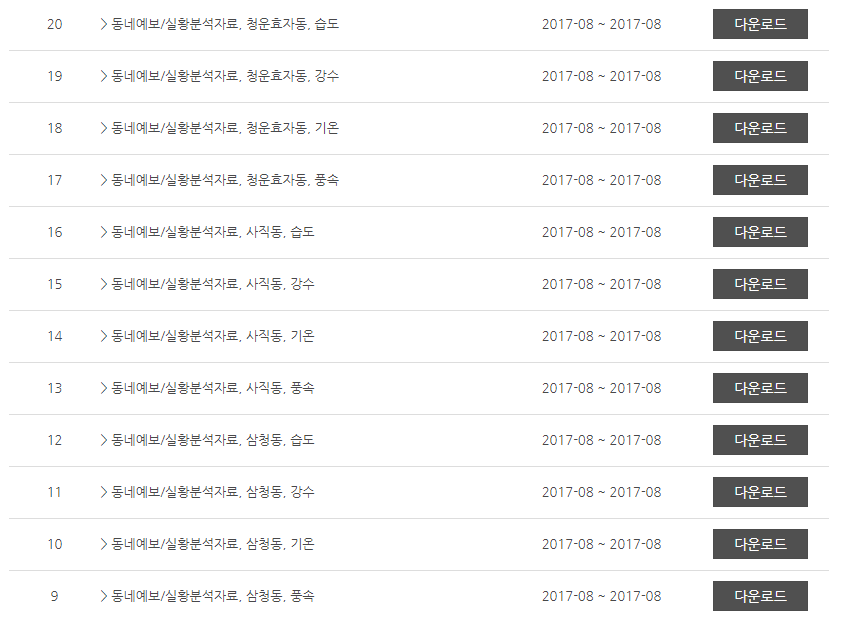 20 > 동네예보/실황분석자료, 청운효자동, 습도 2017-08 ~ 2017-08 다운로드
19 > 동네예보/실황분석자료, 청운효자동, 강수 2017-08 ~ 2017-08 다운로드
18 > 동네예보/실황분석자료, 청운효자동, 기온 2017-08 ~ 2017-08 다운로드
17 > 동네예보/실황분석자료, 청운효자동, 풍속 2017-08 ~ 2017-08 다운로드
16 > 동네예보/실황분석자료, 사직동, 습도 2017-08 ~ 2017-08 다운로드
15 > 동네예보/실황분석자료, 사직동, 강수 2017-08 ~ 2017-08 다운로드
14 > 동네예보/실황분석자료, 사직동, 기온 2017-08 ~ 2017-08 다운로드
13 > 동네예보/실황분석자료, 사직동, 풍속 2017-08 ~ 2017-08 다운로드
12 > 동네예보/실황분석자료, 삼청동, 습도 2017-08 ~ 2017-08 다운로드
11 > 동네예보/실황분석자료, 삼청동, 강수 2017-08 ~ 2017-08 다운로드
10 > 동네예보/실황분석자료, 삼청동, 기온 2017-08 ~ 2017-08 다운로드
9 > 동네예보/실황분석자료, 삼청동, 풍속 2017-08 ~ 2017-08 다운로드